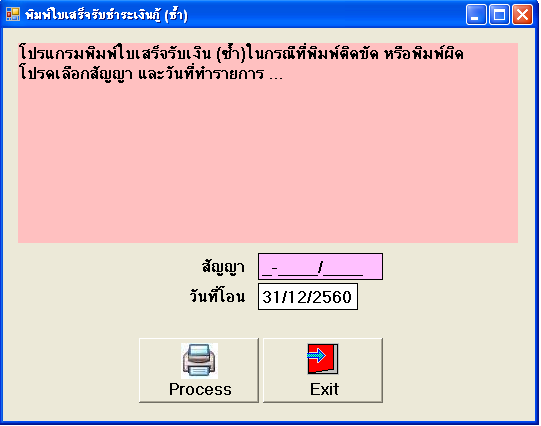 พิมพ์ใบเสร็จรับชำระเงินกู้ (ซ้ำ)
โปรแกรมพิมพ์ใบเสร็จรับเงิน (ซ้ำ)ในกรณีที่พิมพ์ติดขัด หรือพิมพ์ผิด
โปรดเลือกสัญญา และวันที่ทำรายการ ...
สัญญา _-____/____
วันที่โอน 31/12/2560
Process Exit